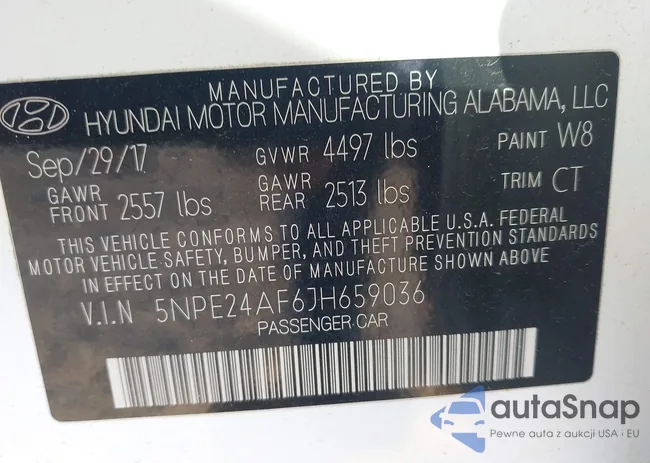 MANUFACTURED BY
HYUNDAI MOTOR MANUFACTURING ALABAMA, LLC
Sep/29/17 GVWR 4497 lbs PAINT W8
GAWR FRONT 2557 lbs GAWR REAR 2513 lbs TRIM CT
THIS VEHICLE CONFORMS TO ALL APPLICABLE U.S.A. FEDERAL
MOTOR VEHICLE SAFETY, BUMPER, AND THEFT PREVENTION STANDARDS
IN EFFECT ON THE DATE OF MANUFACTURE SHOWN ABOVE
V.I.N 5NPE24AF6JH659036
PASSENGER CAR
autaSnap
Pewne auta z aukcji USA i EU